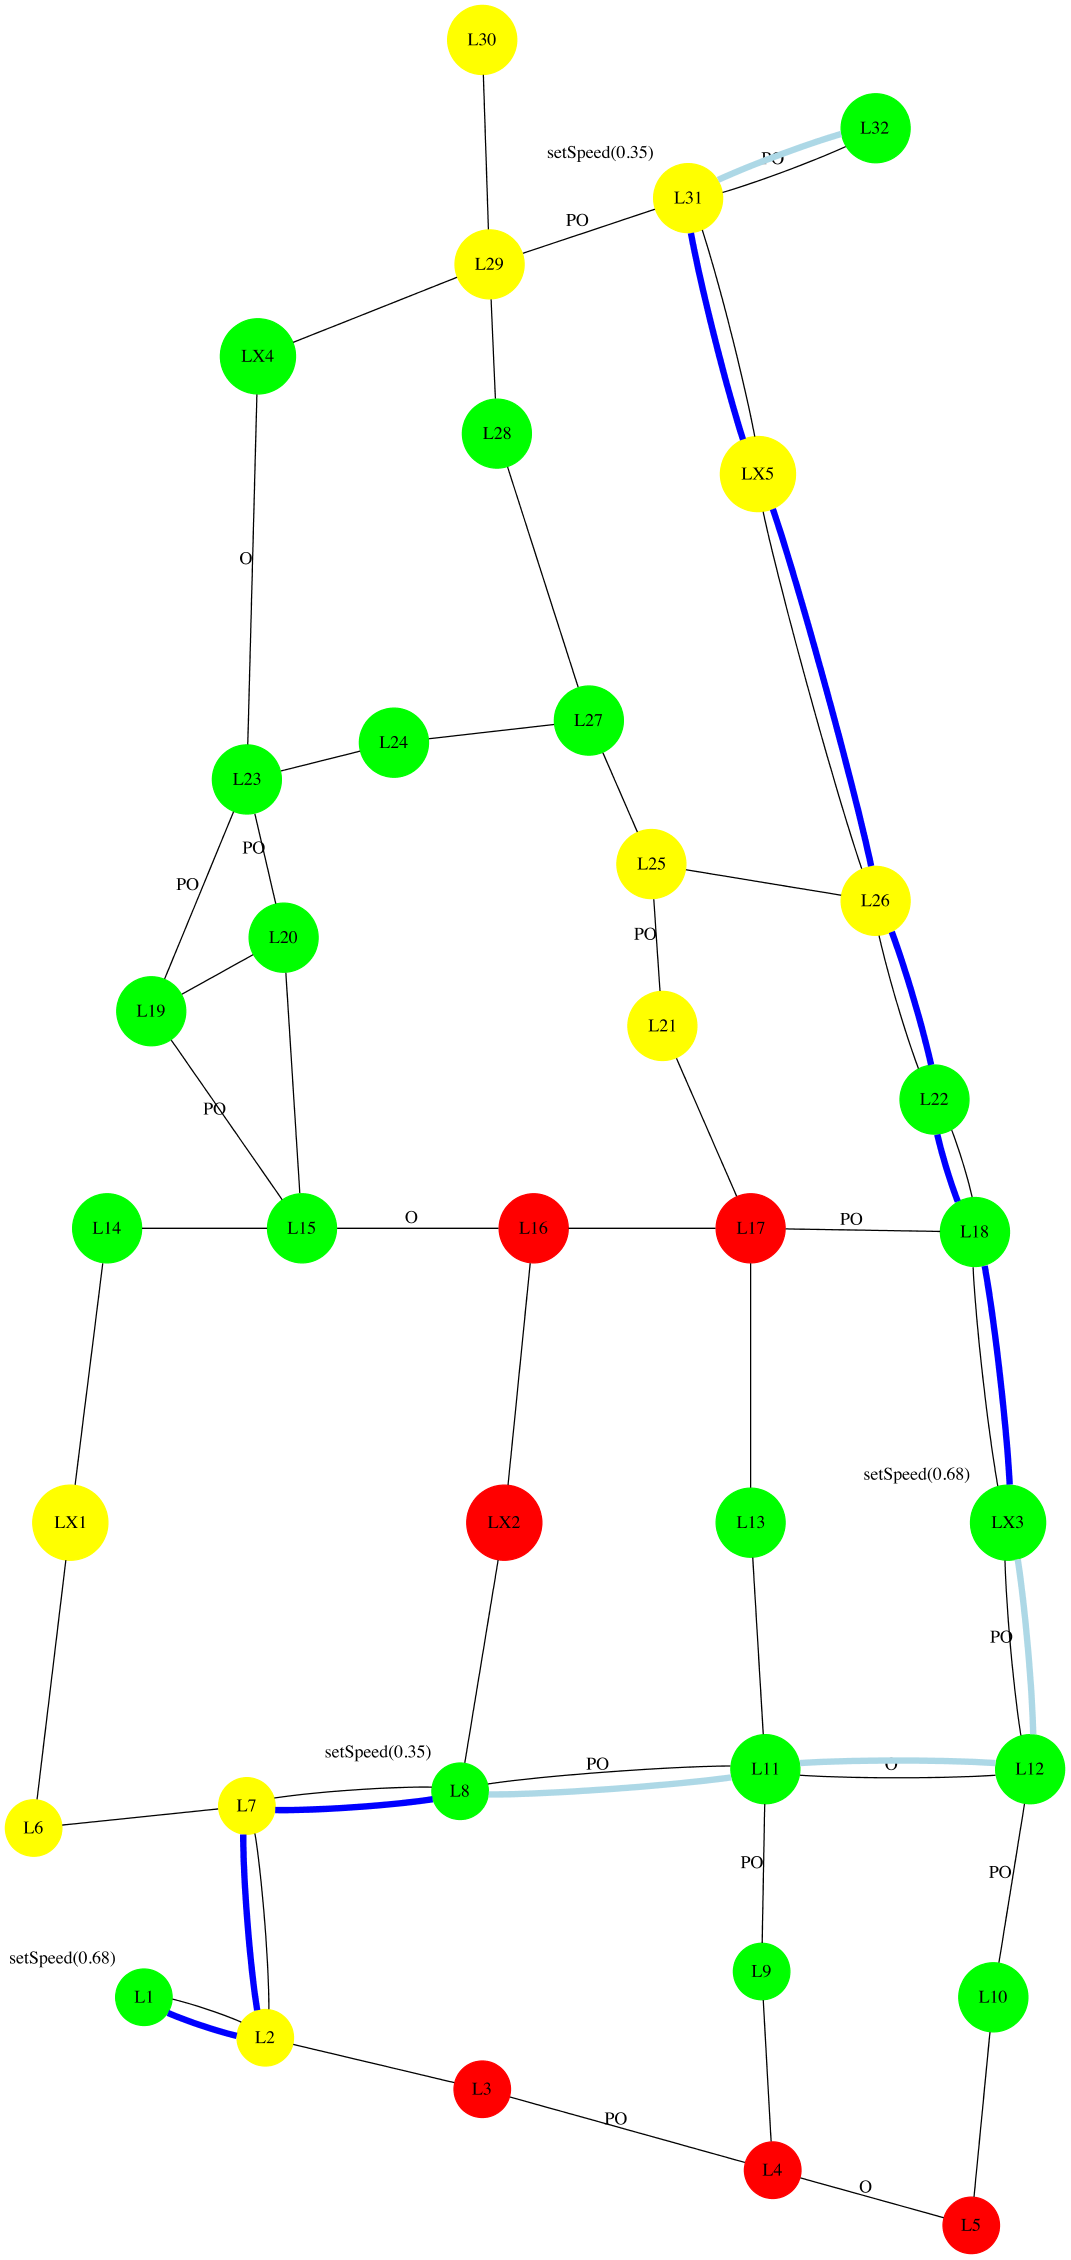 L30
L32
PO
setSpeed(0.35)
L31
PO
L29
LX4
L28
LX5
O
L27
L24
L23
PO
L25
PO
L26
PO
L20
L19
L21
L22
PO
L14
L15
O
L16
L17
PO
L18
setSpeed(0.68)
LX1
LX2
L13
LX3
PO
setSpeed(0.35)
PO
O
L11
L12
L8
L7
L6
PO
PO
setSpeed(0.68)
L9
L1
L10
L2
L3
PO
L4
O
L5